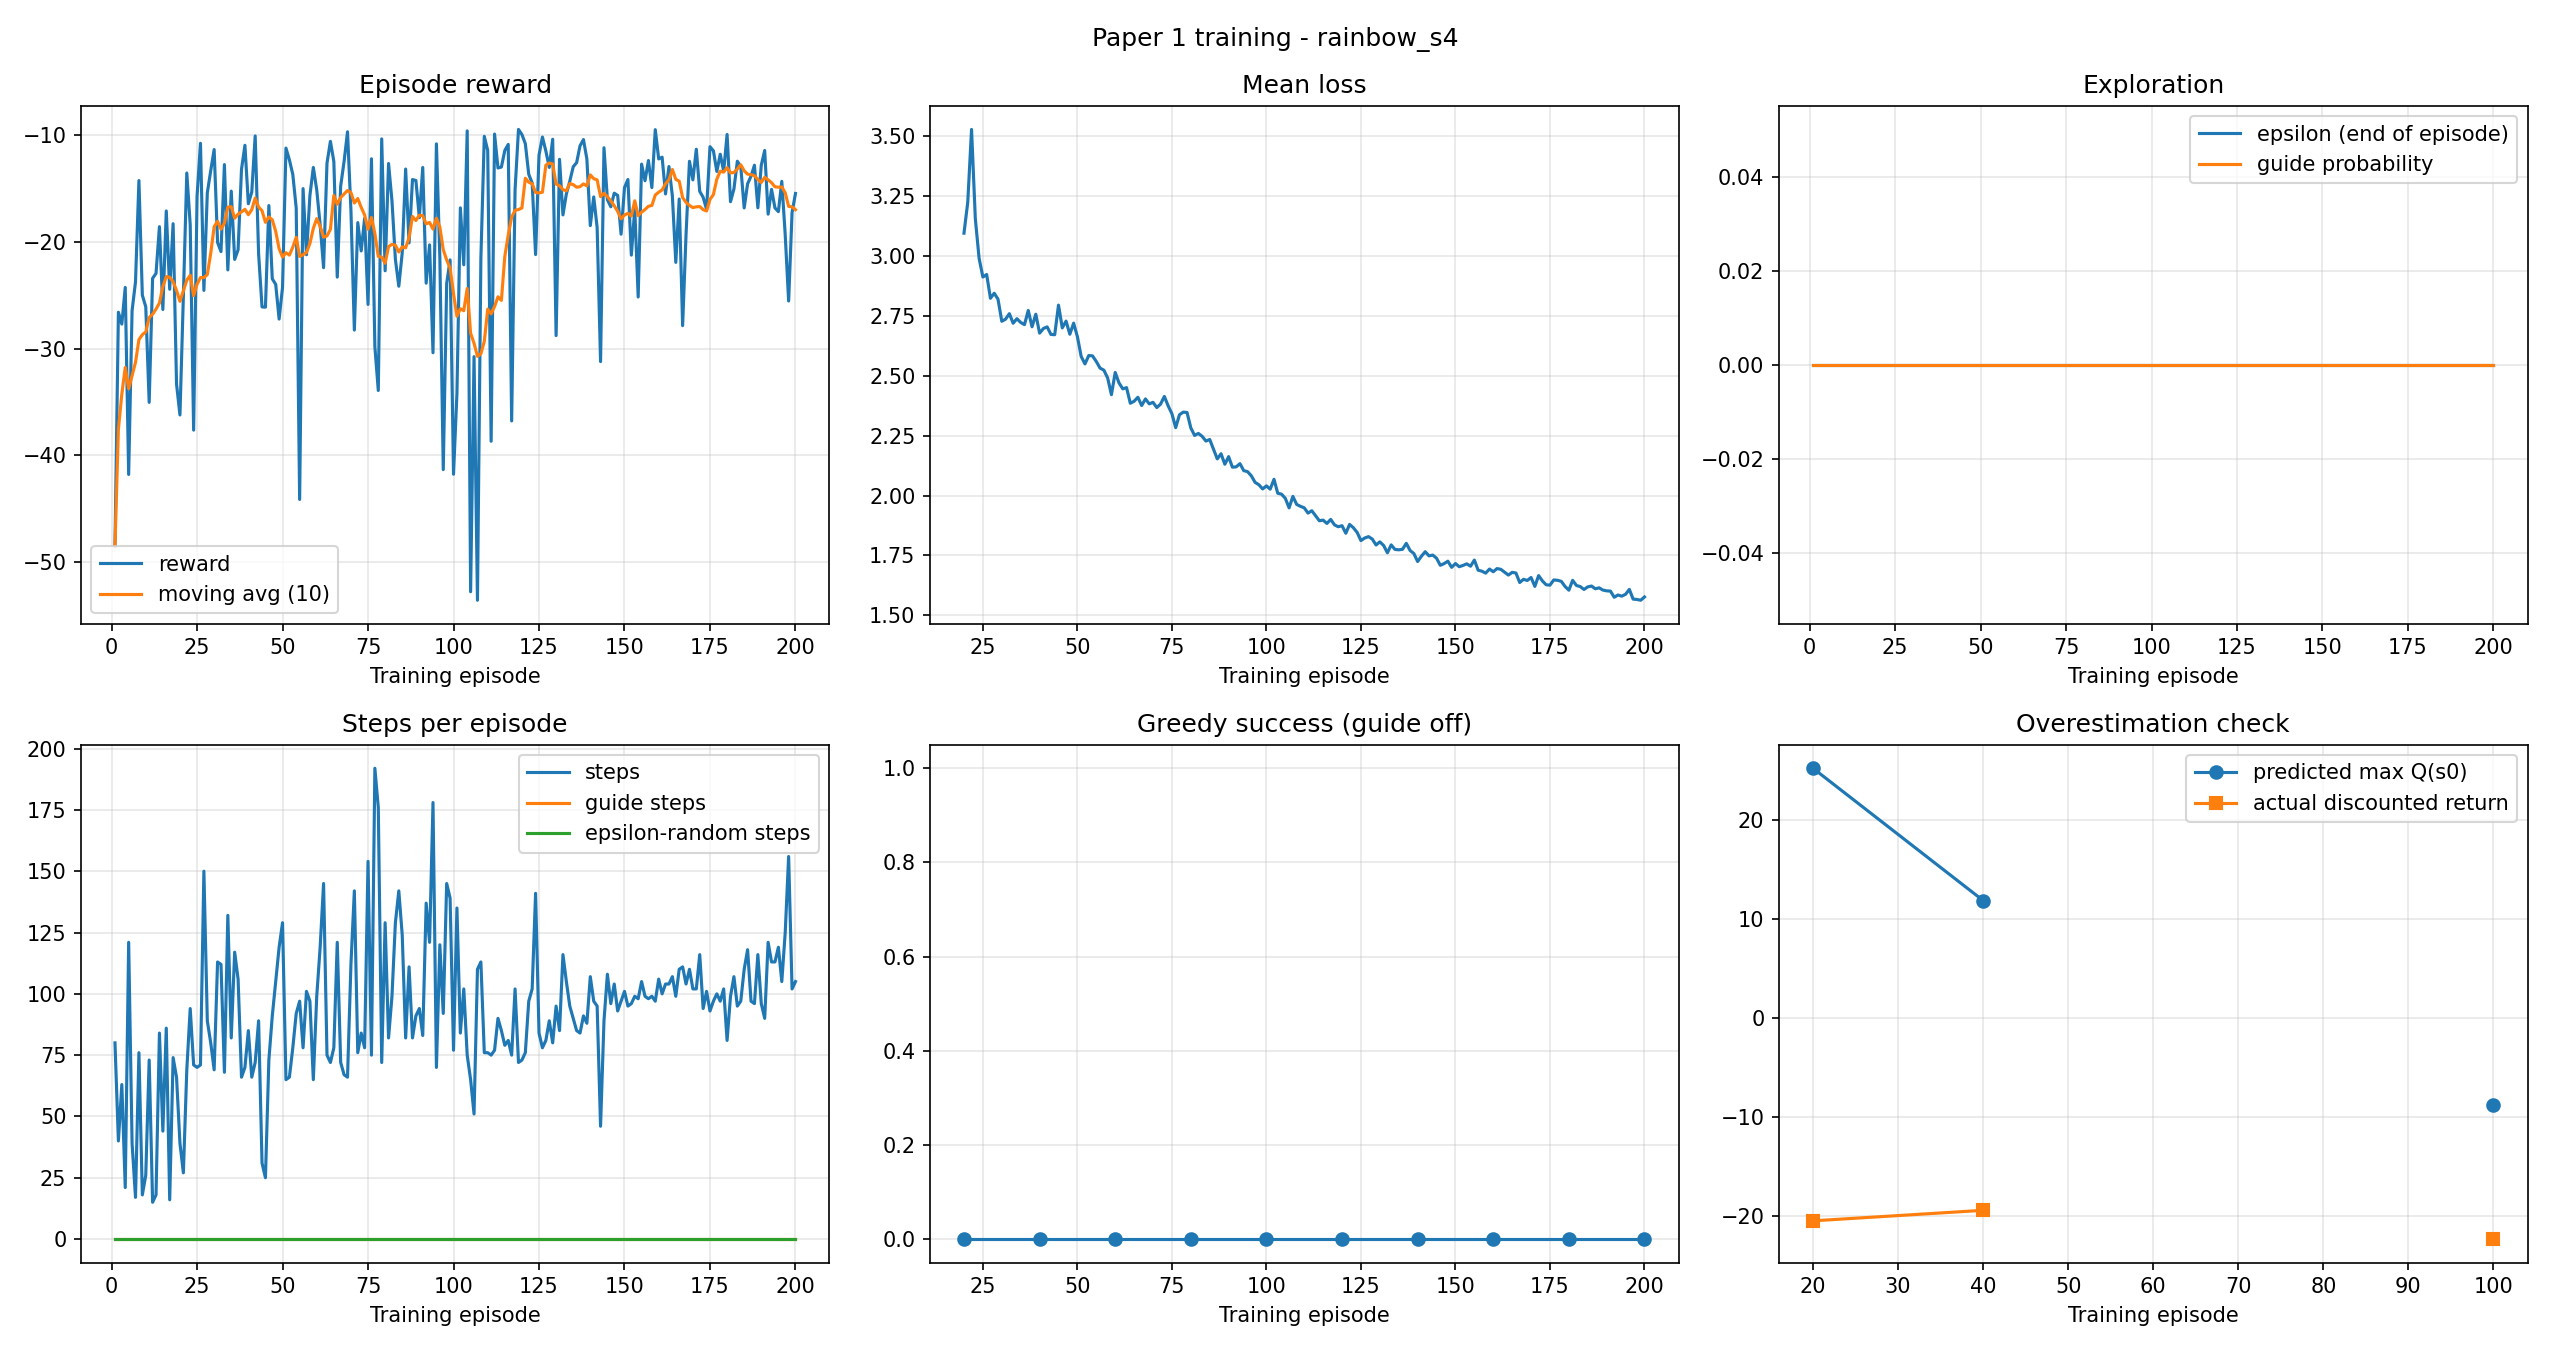 Paper 1 training - rainbow_s4
Episode reward
−10
−20
−30
−40
−50
reward
moving avg (10)
0 25 50 75 100 125 150 175 200
Training episode
Mean loss
3.50
3.25
3.00
2.75
2.50
2.25
2.00
1.75
1.50
25 50 75 100 125 150 175 200
Training episode
Exploration
epsilon (end of episode)
guide probability
0.04
0.02
0.00
−0.02
−0.04
0 25 50 75 100 125 150 175 200
Training episode
Steps per episode
200
175
150
125
100
75
50
25
0
steps
guide steps
epsilon-random steps
0 25 50 75 100 125 150 175 200
Training episode
Greedy success (guide off)
1.0
0.8
0.6
0.4
0.2
0.0
25 50 75 100 125 150 175 200
Training episode
Overestimation check
predicted max Q(s0)
actual discounted return
20
10
0
−10
−20
20 30 40 50 60 70 80 90 100
Training episode